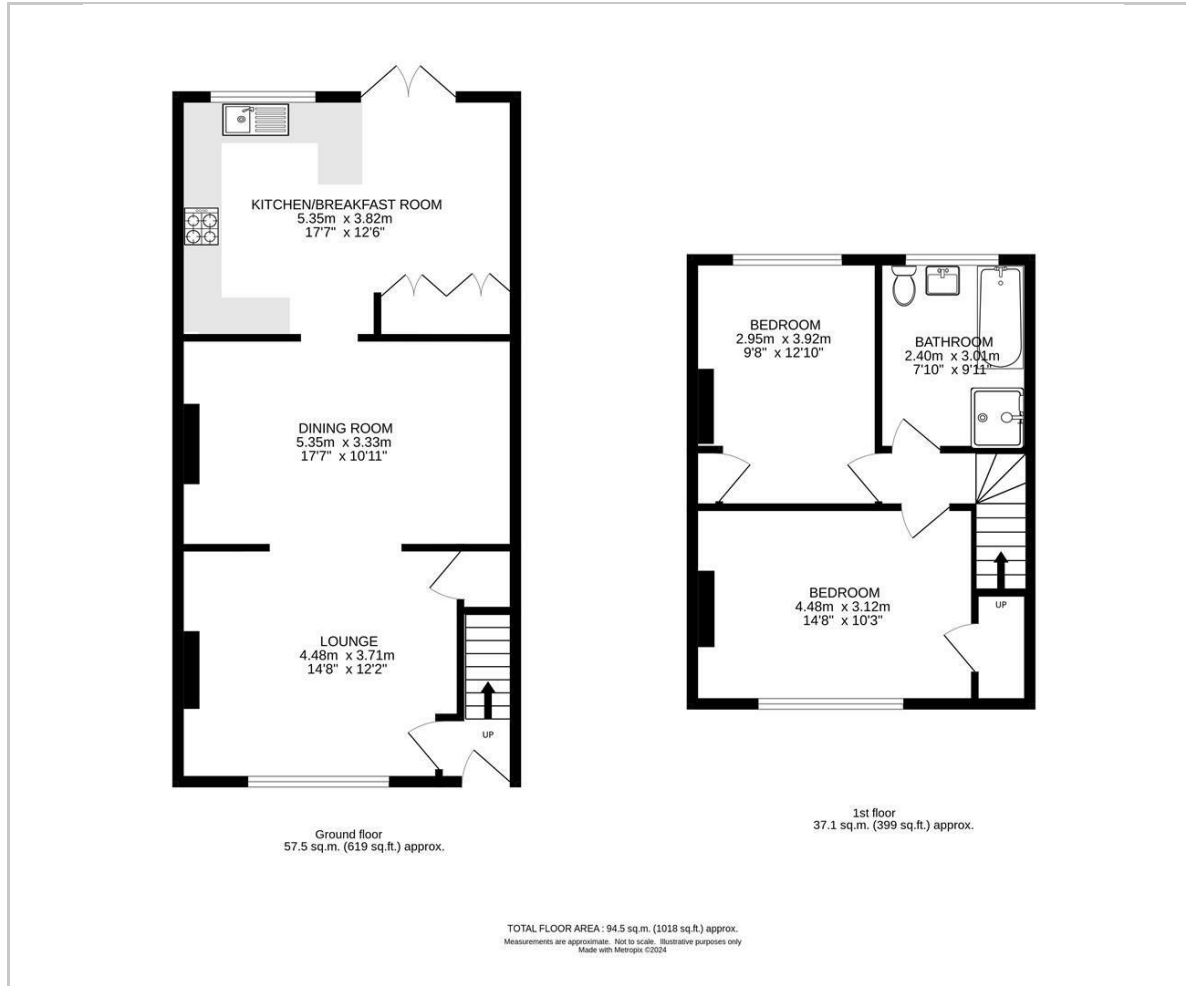 KITCHEN/BREAKFAST ROOM
5.35m x 3.82m
17'7" x 12'6"
DINING ROOM
5.35m x 3.33m
17'7" x 10'11"
LOUNGE
4.48m x 3.71m
14'8" x 12'2"
UP
Ground floor
57.5 sq.m. (619 sq.ft.) approx.
BEDROOM
2.95m x 3.92m
9'8" x 12'10"
BATHROOM
2.40m x 3.01m
7'10" x 9'11"
BEDROOM
4.48m x 3.12m
14'8" x 10'3"
UP
1st floor
37.1 sq.m. (399 sq.ft.) approx.
TOTAL FLOOR AREA : 94.5 sq.m. (1018 sq.ft.) approx.
Measurements are approximate. Not to scale. Illustrative purposes only
Made with Metropix ©2024